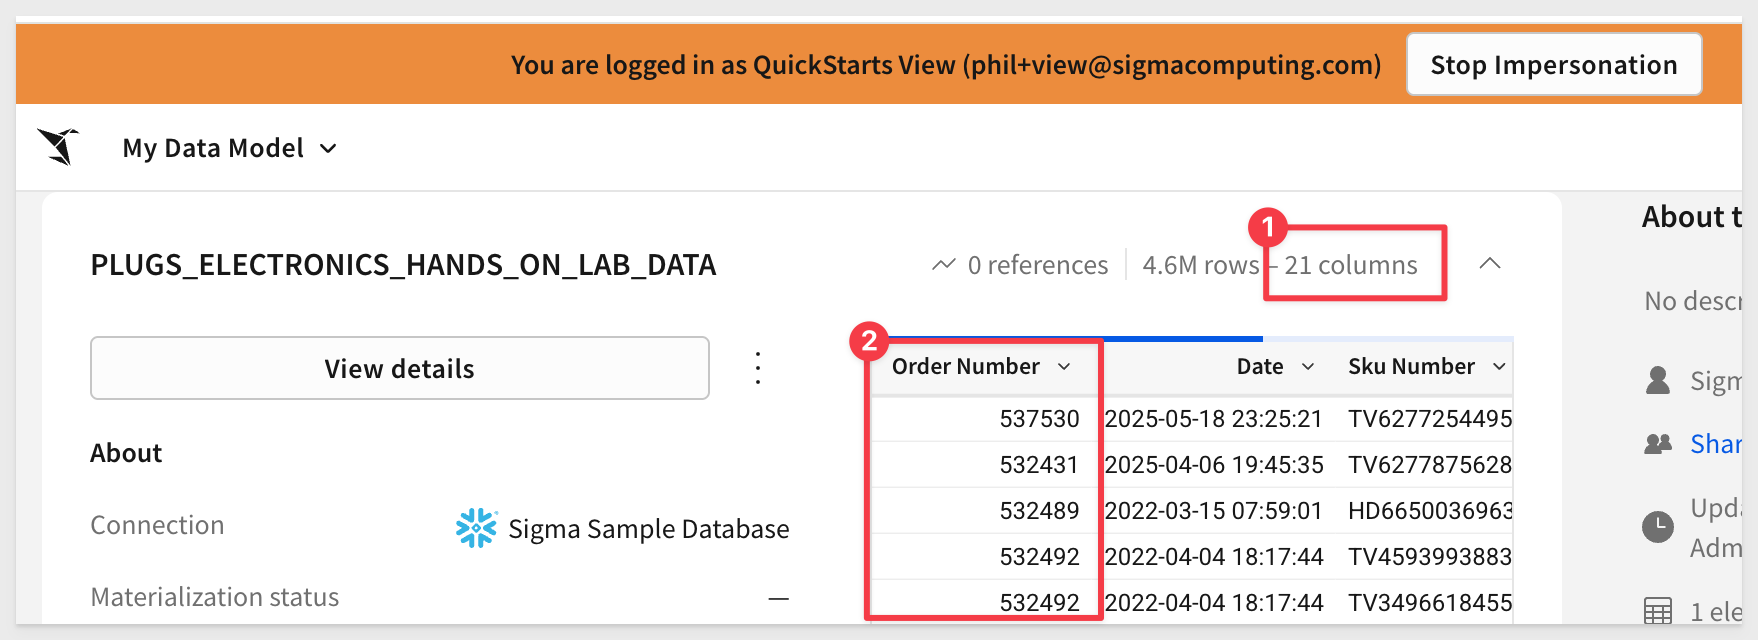 You are logged in as QuickStarts View (phil+view@sigmacomputing.com) Stop Impersonation
My Data Model
PLUGS_ELECTRONICS_HANDS_ON_LAB_DATA
0 references 4.6M rows – 21 columns
1
About t
No descr
View details
2
Order Number Date Sku Number
537530 2025-05-18 23:25:21 TV6277254495
532431 2025-04-06 19:45:35 TV6277875628
532489 2022-03-15 07:59:01 HD6650036963
532492 2022-04-04 18:17:44 TV4593993883
532492 2022-04-04 18:17:44 TV3496618455
About
Connection Sigma Sample Database
Materialization status —
Sigm
Shar
Upda
Adm
1 ele